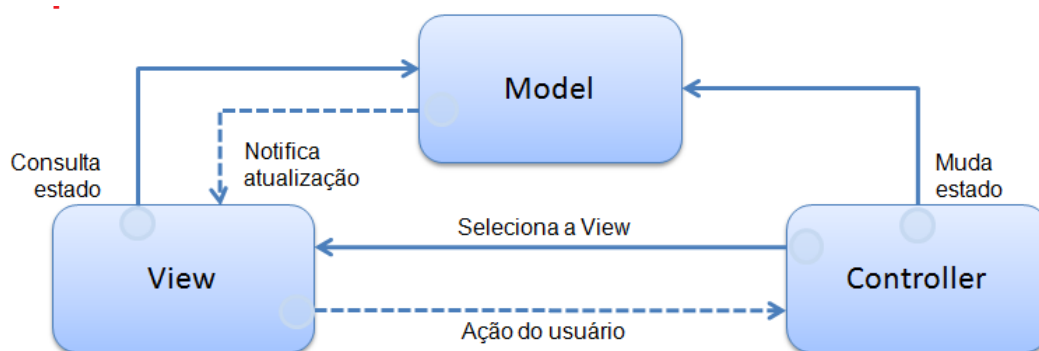 Model
Consulta
estado
Notifica
atualização
Muda
estado
Seleciona a View
View
Controller
Ação do usuário